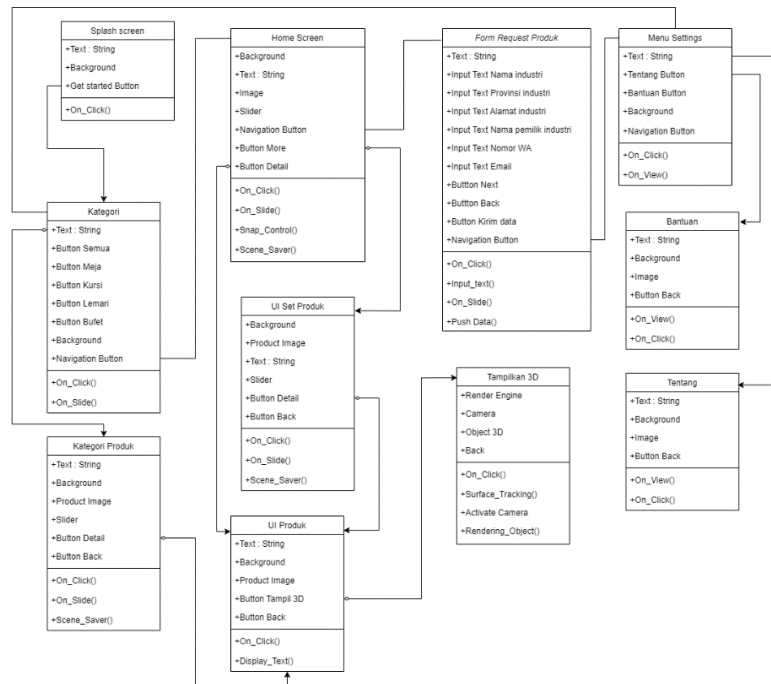 Splash screen
+Text : String
+Background
+Get started Button
+On_Click()
Home Screen
+Background
+Text : String
+Image
+Slider
+Navigation Button
+Button More
+Button Detail
+On_Click()
+On_Slide()
+Snap_Control()
+Scene_Saver()
Form Request Produk
+Text : String
+Input Text Nama industri
+Input Text Provinsi industri
+Input Text Alamat industri
+Input Text Nama pemilik industri
+Input Text Nomor WA
+Input Text Email
+Buttton Next
+Button Back
+Button Kirim data
+Navigation Button
+On_Click()
+Input_text()
+On_Slide()
+Push Data()
Menu Settings
+Text : String
+Tentang Button
+Bantuan Button
+Background
+Navigation Button
+On_Click()
+On_View()
Kategori
+Text : String
+Button Semua
+Button Meja
+Button Kursi
+Button Lemari
+Button Bufet
+Background
+Navigation Button
+On_Click()
+On_Slide()
UI Set Produk
+Background
+Product Image
+Text : String
+Slider
+Button Detail
+Button Back
+On_Click()
+On_Slide()
+Scene_Saver()
Bantuan
+Text : String
+Background
+Image
+Button Back
+On_View()
+On_Click()
Tampilkan 3D
+Render Engine
+Camera
+Object 3D
+Back
+On_Click()
+Surface_Tracking()
+Activate Camera
+Rendering_Object()
Tentang
+Text : String
+Background
+Image
+Button Back
+On_View()
+On_Click()
Kategori Produk
+Text : String
+Background
+Product Image
+Slider
+Button Detail
+Button Back
+On_Click()
+On_Slide()
+Scene_Saver()
UI Produk
+Text : String
+Background
+Product Image
+Button Tampil 3D
+Button Back
+On_Click()
+Display_Text()